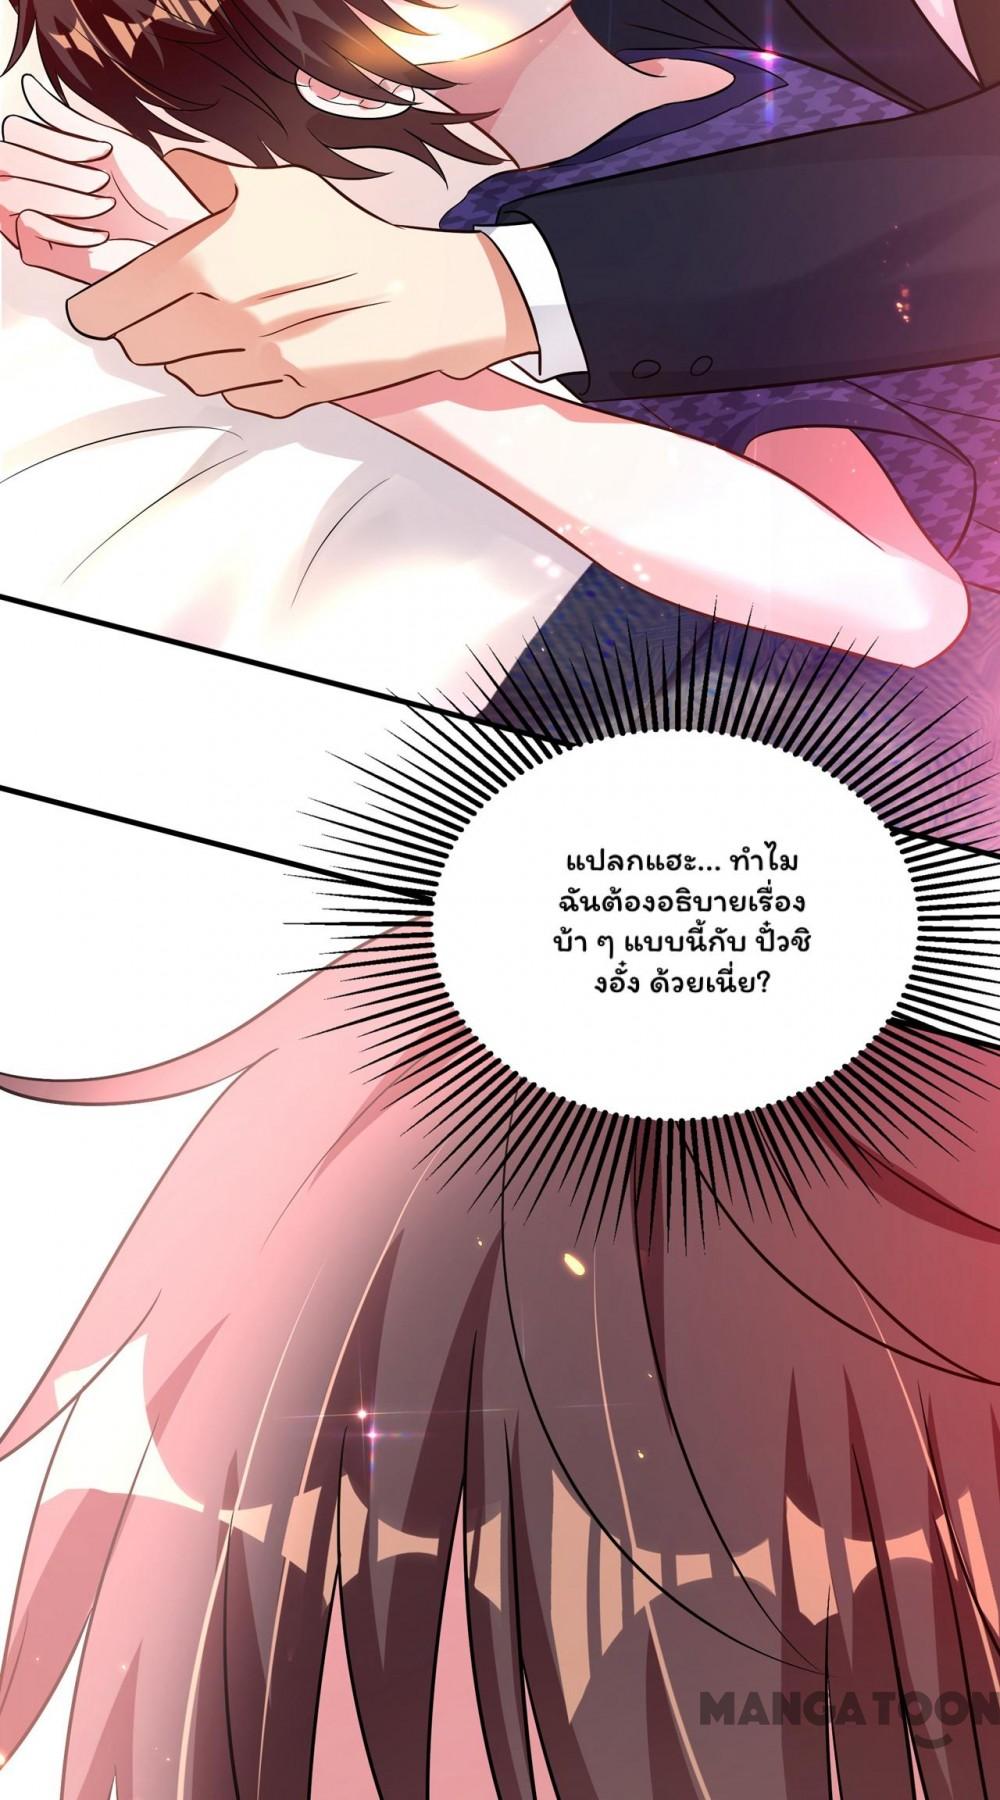 แปลกแฮะ... ทำไม
ฉันต้องอธิบายเรื่อง
บ้า ๆ แบบนี้กับ ปั๋วชิ
งอั๋ง ด้วยเนี่ย?
MANGATOON